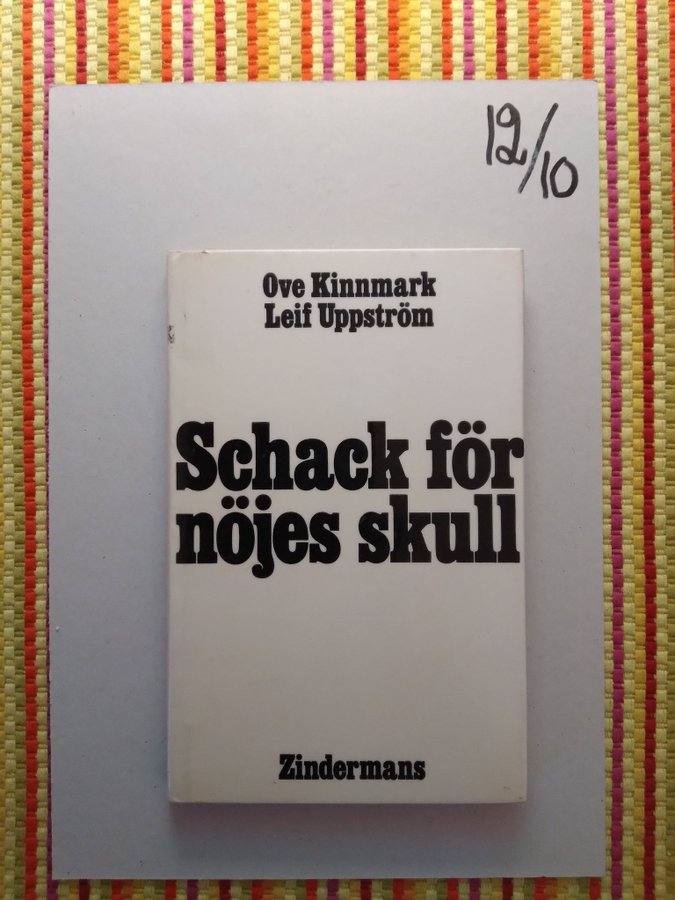 12/10
Ove Kinnmark
Leif Uppström
Schack för
nöjes skull
Zindermans